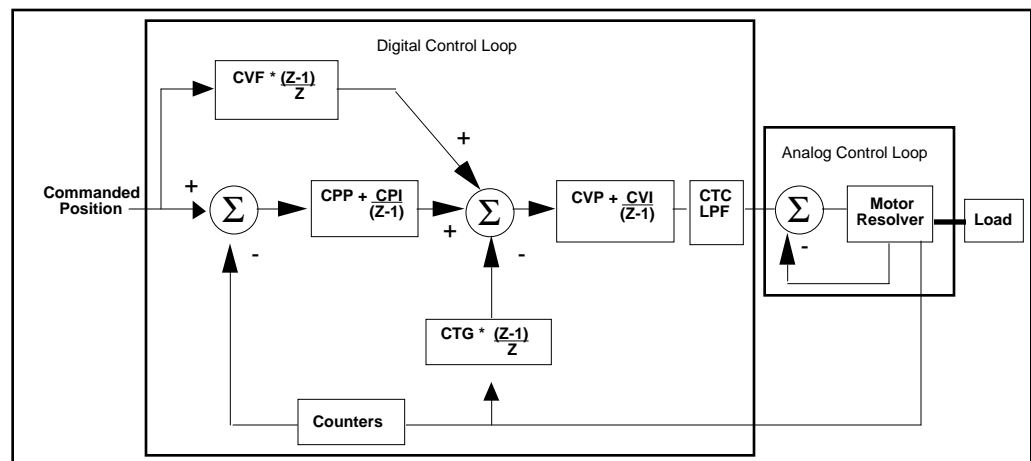 Digital Control Loop
CVF * (Z-1)
Z
+
Analog Control Loop
Commanded
Position
+
Σ
CPP + CPI
(Z-1)
+
Σ
CVP + CVI
(Z-1)
CTC
LPF
Σ
Motor
Resolver
Load
-
-
-
CTG * (Z-1)
Z
Counters